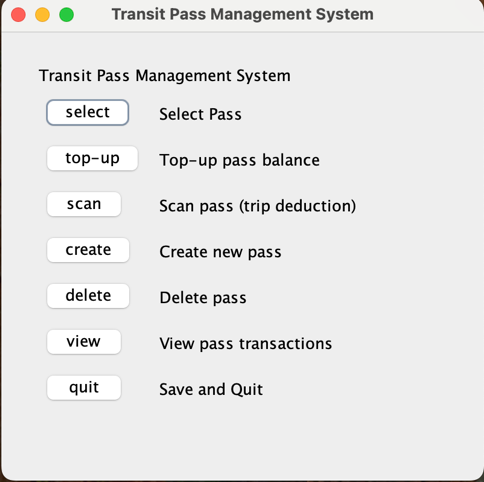 Transit Pass Management System
Transit Pass Management System
select Select Pass
top-up Top-up pass balance
scan Scan pass (trip deduction)
create Create new pass
delete Delete pass
view View pass transactions
quit Save and Quit